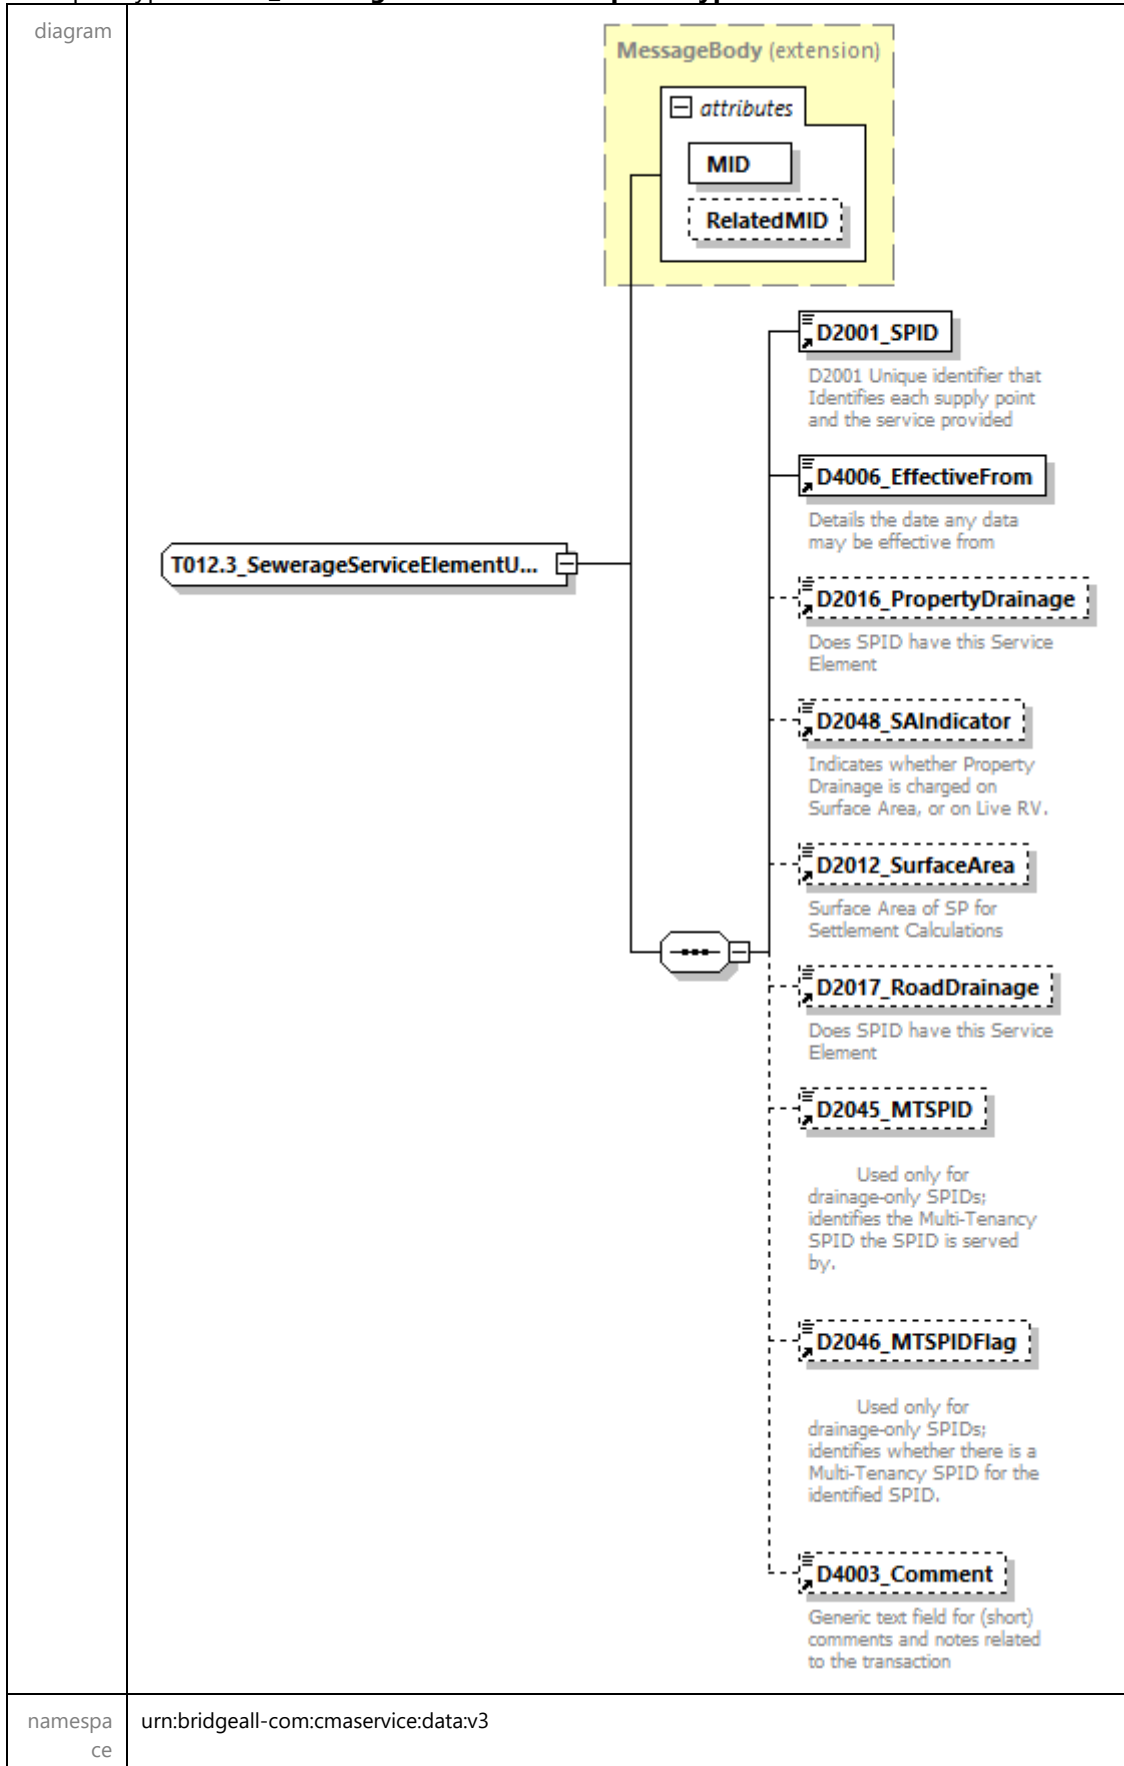 diagram
MessageBody (extension)
attributes
MID
RelatedMID
D2001_SPID
D2001 Unique identifier that
Identifies each supply point
and the service provided
D4006_EffectiveFrom
Details the date any data
may be effective from
T012.3_SewerageServiceElementU...
D2016_PropertyDrainage
Does SPID have this Service
Element
D2048_SAIndicator
Indicates whether Property
Drainage is charged on
Surface Area, or on Live RV.
D2012_SurfaceArea
Surface Area of SP for
Settlement Calculations
D2017_RoadDrainage
Does SPID have this Service
Element
D2045_MTSPID
Used only for
drainage-only SPIDs;
identifies the Multi-Tenancy
SPID the SPID is served
by.
D2046_MTSPIDFlag
Used only for
drainage-only SPIDs;
identifies whether there is a
Multi-Tenancy SPID for the
identified SPID.
D4003_Comment
Generic text field for (short)
comments and notes related
to the transaction
namespa
ce
urn:bridgeall-com:cmaservice:data:v3